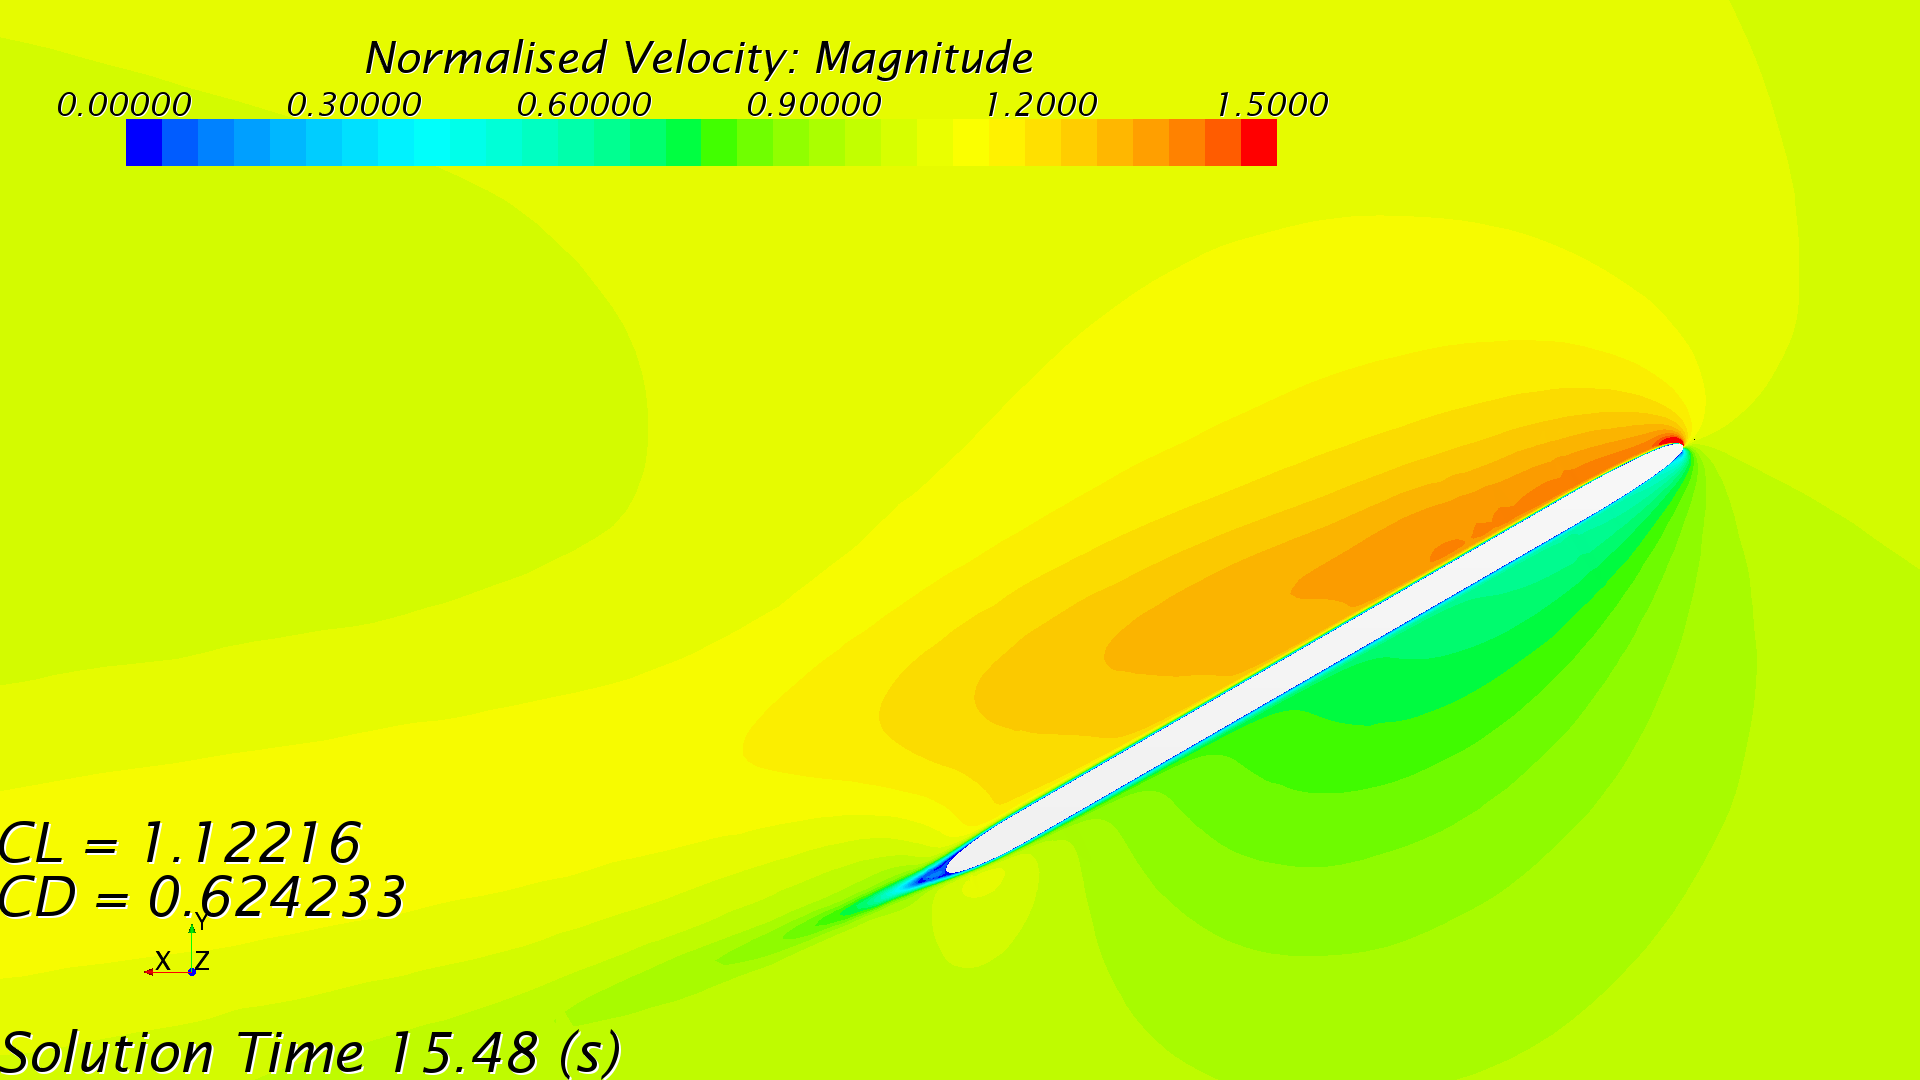 Normalised Velocity: Magnitude
0.00000 0.30000 0.60000 0.90000 1.2000 1.5000
CL = 1.12216
CD = 0.624233
Y
X Z
Solution Time 15.48 (s)